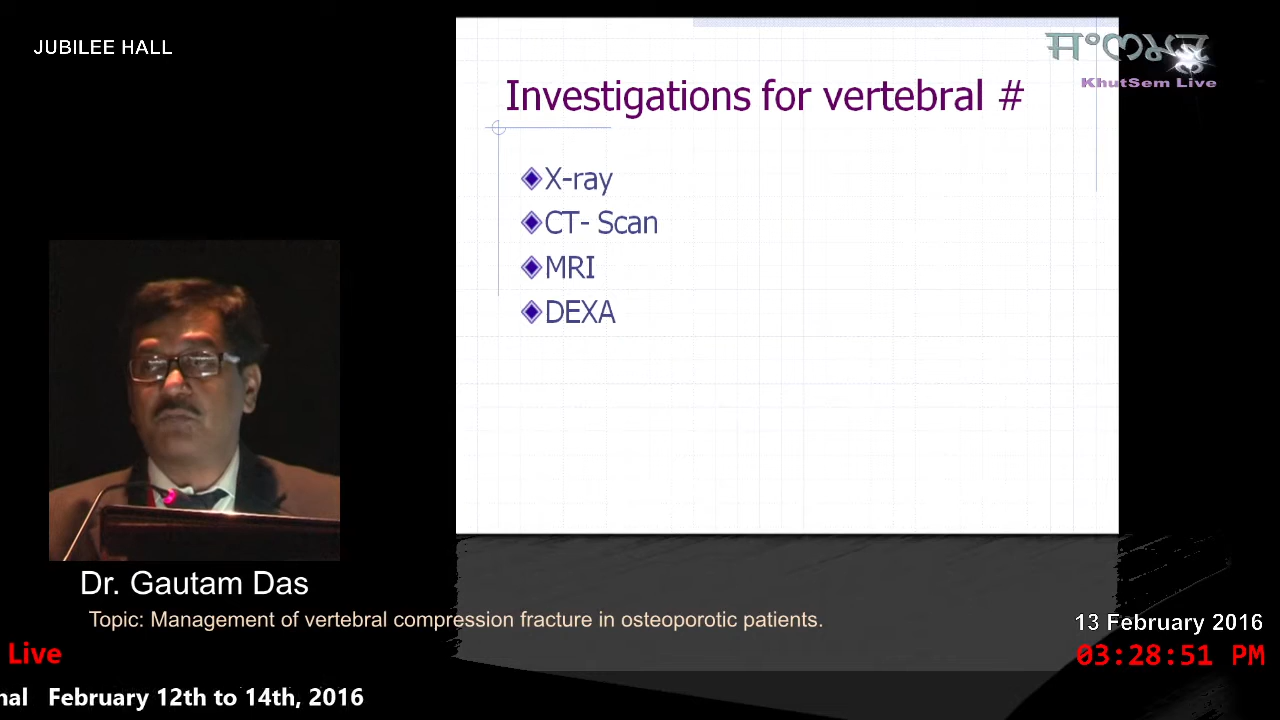 JUBILEE HALL
ꯁꯪꯂꯃꯈ
KhutSem Live
Investigations for vertebral #
X-ray
CT- Scan
MRI
DEXA
Dr. Gautam Das
Topic: Management of vertebral compression fracture in osteoporotic patients.
13 February 2016
Live
03:28:51 PM
nal February 12th to 14th, 2016